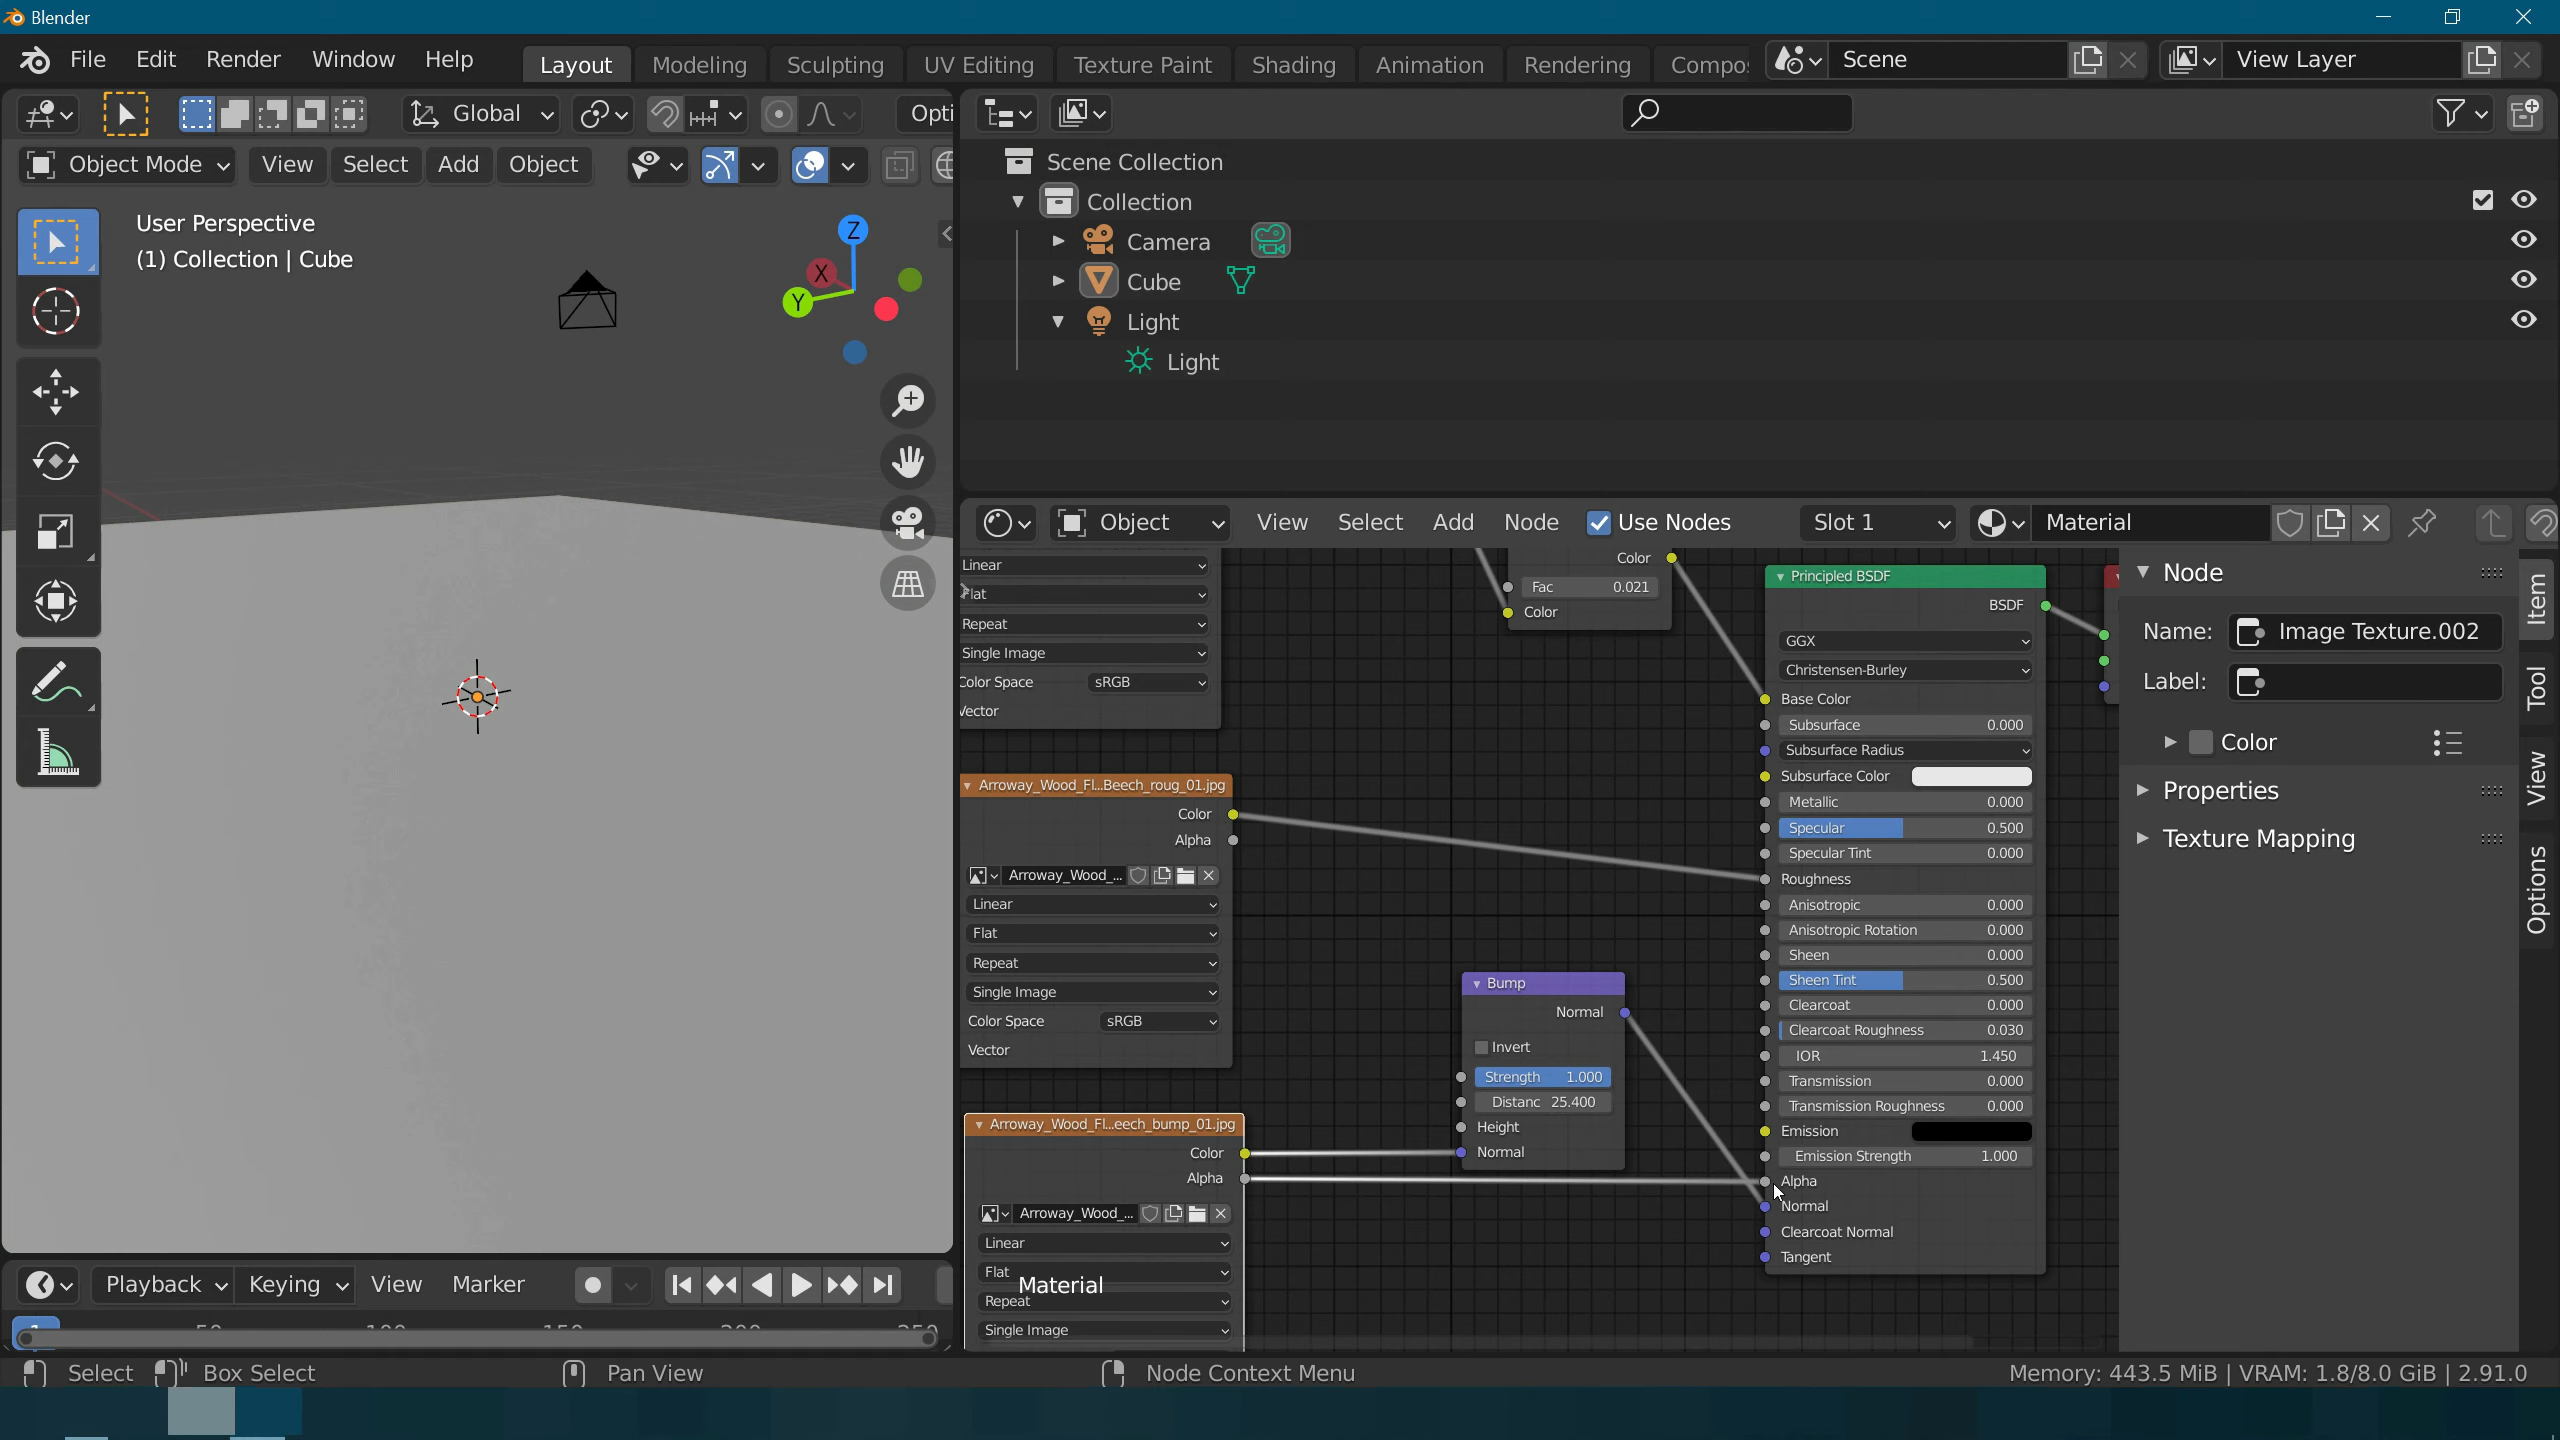 Blender
File Edit Render Window Help
Layout Modeling Sculpting UV Editing Texture Paint Shading Animation Rendering Compos
Scene
View Layer
Global
Opti
Object Mode View Select Add Object
User Perspective
(1) Collection | Cube
Z
X
Y
Scene Collection
Collection
Camera
Cube
Light
Light
Object View Select Add Node Use Nodes Slot 1 Material
Linear
Flat
Repeat
Single Image
Color Space sRGB
Vector
Color
Fac 0.021
Color
Arroway_Wood_Fl...Beech_roug_01.jpg
Color
Alpha
Arroway_Wood_...
Linear
Flat
Repeat
Single Image
Color Space sRGB
Vector
Arroway_Wood_Fl...eech_bump_01.jpg
Color
Alpha
Arroway_Wood_...
Linear
Flat
Material
Repeat
Single Image
Bump
Normal
Invert
Strength 1.000
Distanc 25.400
Height
Normal
Principled BSDF
BSDF
GGX
Christensen-Burley
Base Color
Subsurface 0.000
Subsurface Radius
Subsurface Color
Metallic 0.000
Specular 0.500
Specular Tint 0.000
Roughness
Anisotropic 0.000
Anisotropic Rotation 0.000
Sheen 0.000
Sheen Tint 0.500
Clearcoat 0.000
Clearcoat Roughness 0.030
IOR 1.450
Transmission 0.000
Transmission Roughness 0.000
Emission
Emission Strength 1.000
Alpha
Normal
Clearcoat Normal
Tangent
Node
Name: Image Texture.002
Label:
Color
Properties
Texture Mapping
Item
Tool
View
Options
Playback Keying View Marker
1 50 100 150 200 250
Select Box Select Pan View Node Context Menu Memory: 443.5 MiB | VRAM: 1.8/8.0 GiB | 2.91.0